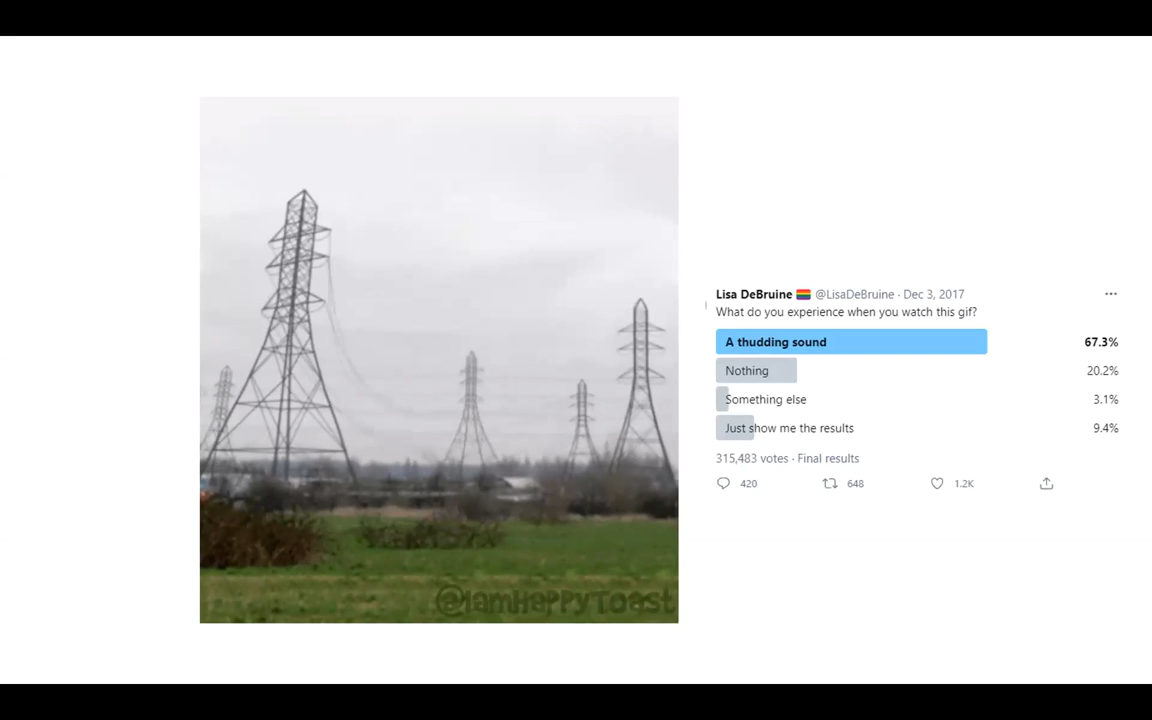 Lisa DeBruine 🏳️‍🌈 @LisaDeBruine · Dec 3, 2017
What do you experience when you watch this gif?
A thudding sound 67.3%
Nothing 20.2%
Something else 3.1%
Just show me the results 9.4%
315,483 votes · Final results
420 648 1.2K
@IamHappyToast